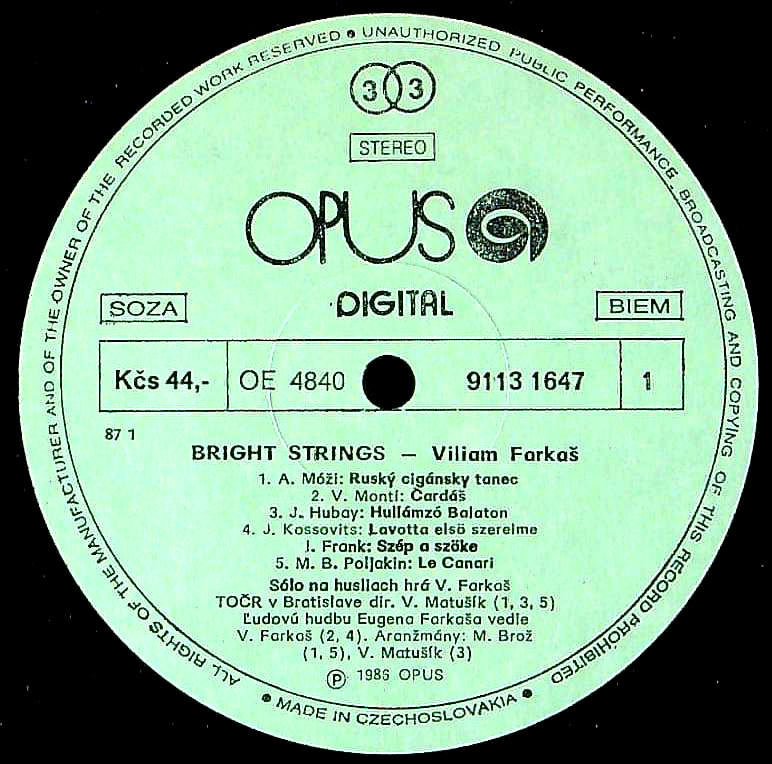 ALL RIGHTS OF THE MANUFACTURER AND OF THE OWNER OF THE RECORDED WORK RESERVED • UNAUTHORIZED PUBLIC PERFORMANCE, BROADCASTING AND COPYING OF THIS RECORD PROHIBITED
33
STEREO
OPUS
DIGITAL
SOZA
BIEM
Kčs 44,- OE 4840 9113 1647 1
87 1
BRIGHT STRINGS – Viliam Farkaš
1. A. Móži: Ruský cigánsky tanec
2. V. Monti: Čardáš
3. J. Hubay: Hullámzó Balaton
4. J. Kossovits: Lavotta elsö szerelme
J. Frank: Szép a szöke
5. M. B. Poljakin: Le Canari
Sólo na husliach hrá V. Farkaš
TOČR v Bratislave dir. V. Matušík (1, 3, 5)
Ľudovú hudbu Eugena Farkaša vedie
V. Farkaš (2, 4). Aranžmány: M. Brož
(1, 5), V. Matušík (3)
Ⓟ 1986 OPUS
• MADE IN CZECHOSLOVAKIA •